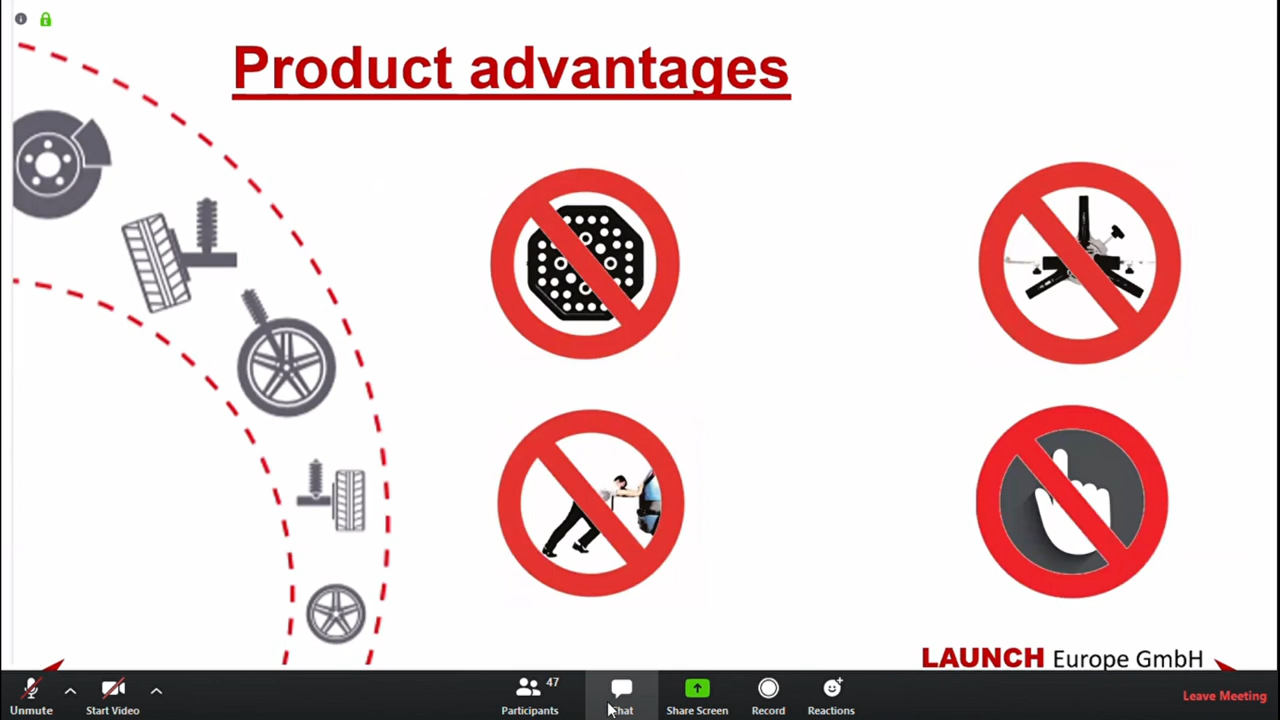 Product advantages
LAUNCH Europe GmbH
47
Unmute
Start Video
Participants
Chat
Share Screen
Record
Reactions
Leave Meeting